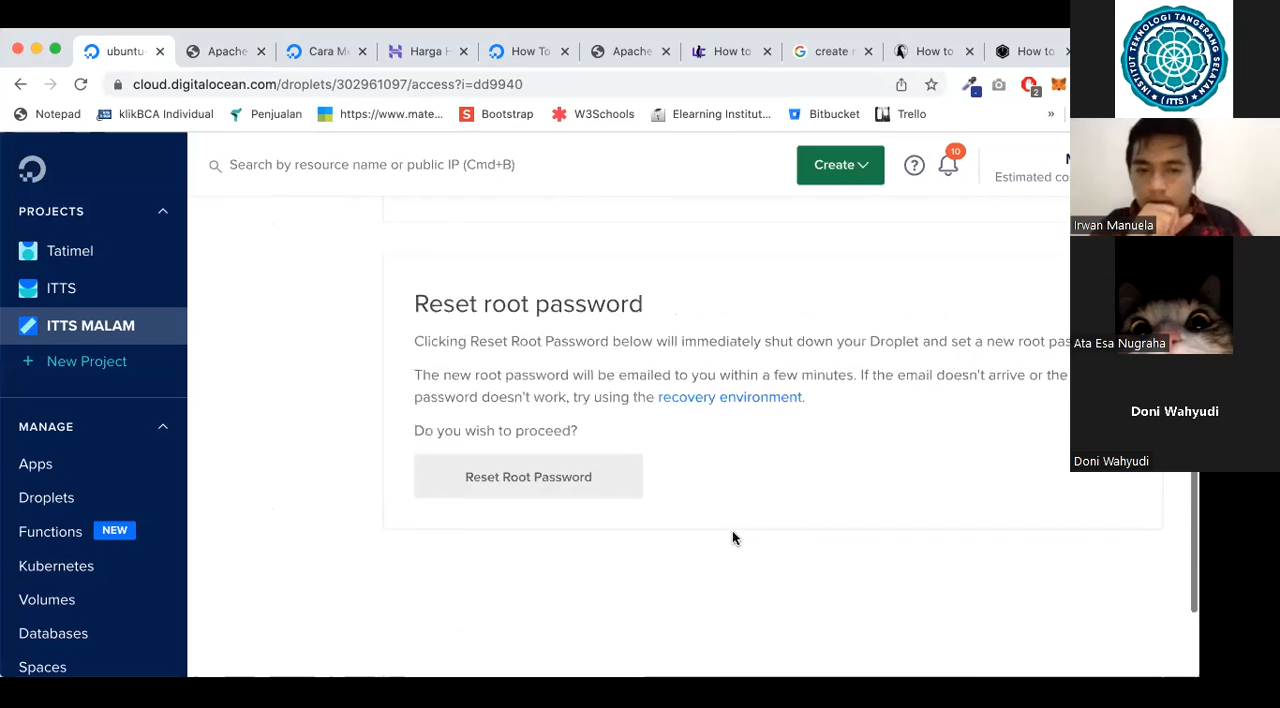 ubuntu-
Apache
Cara M
Harga H
How To
Apache
How to
create
How to
How to
cloud.digitalocean.com/droplets/302961097/access?i=dd9940
2
Notepad
klikBCA Individual
Penjualan
https://www.mate...
Bootstrap
W3Schools
Elearning Institut...
Bitbucket
Trello
»
Search by resource name or public IP (Cmd+B)
Create
10
Estimated co
PROJECTS
Tatimel
ITTS
ITTS MALAM
+ New Project
MANAGE
Apps
Droplets
Functions NEW
Kubernetes
Volumes
Databases
Spaces
Reset root password
Clicking Reset Root Password below will immediately shut down your Droplet and set a new root pas
The new root password will be emailed to you within a few minutes. If the email doesn't arrive or the
password doesn't work, try using the recovery environment.
Do you wish to proceed?
Reset Root Password
INSTITUT TEKNOLOGI TANGERANG SELATAN
(ITTS)
Irwan Manuela
Ata Esa Nugraha
Doni Wahyudi
Doni Wahyudi